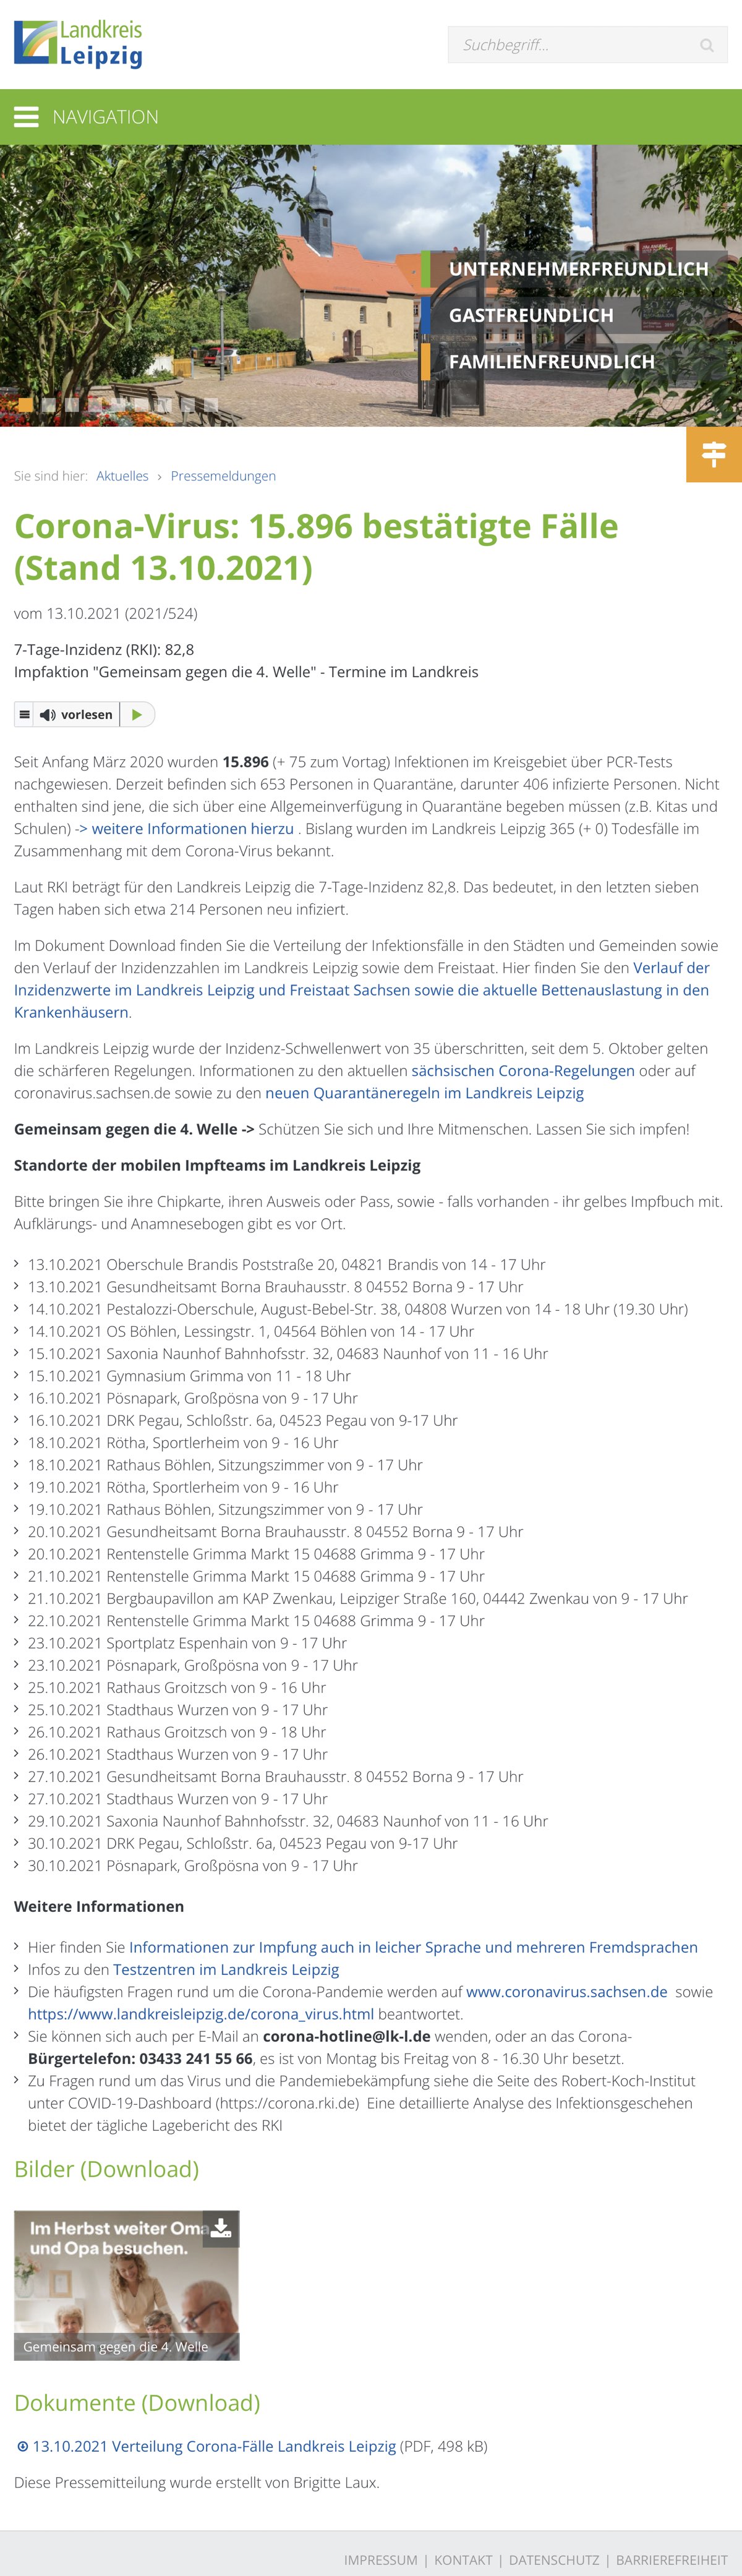 Landkreis
Leipzig
Suchbegriff...
NAVIGATION
UNTERNEHMERFREUNDLICH
GASTFREUNDLICH
FAMILIENFREUNDLICH
Sie sind hier: Aktuelles › Pressemeldungen
Corona-Virus: 15.896 bestätigte Fälle
(Stand 13.10.2021)
vom 13.10.2021 (2021/524)
7-Tage-Inzidenz (RKI): 82,8
Impfaktion "Gemeinsam gegen die 4. Welle" - Termine im Landkreis
vorlesen
Seit Anfang März 2020 wurden 15.896 (+ 75 zum Vortag) Infektionen im Kreisgebiet über PCR-Tests
nachgewiesen. Derzeit befinden sich 653 Personen in Quarantäne, darunter 406 infizierte Personen. Nicht
enthalten sind jene, die sich über eine Allgemeinverfügung in Quarantäne begeben müssen (z.B. Kitas und
Schulen) -> weitere Informationen hierzu . Bislang wurden im Landkreis Leipzig 365 (+ 0) Todesfälle im
Zusammenhang mit dem Corona-Virus bekannt.
Laut RKI beträgt für den Landkreis Leipzig die 7-Tage-Inzidenz 82,8. Das bedeutet, in den letzten sieben
Tagen haben sich etwa 214 Personen neu infiziert.
Im Dokument Download finden Sie die Verteilung der Infektionsfälle in den Städten und Gemeinden sowie
den Verlauf der Inzidenzzahlen im Landkreis Leipzig sowie dem Freistaat. Hier finden Sie den Verlauf der
Inzidenzwerte im Landkreis Leipzig und Freistaat Sachsen sowie die aktuelle Bettenauslastung in den
Krankenhäusern.
Im Landkreis Leipzig wurde der Inzidenz-Schwellenwert von 35 überschritten, seit dem 5. Oktober gelten
die schärferen Regelungen. Informationen zu den aktuellen sächsischen Corona-Regelungen oder auf
coronavirus.sachsen.de sowie zu den neuen Quarantäneregeln im Landkreis Leipzig
Gemeinsam gegen die 4. Welle -> Schützen Sie sich und Ihre Mitmenschen. Lassen Sie sich impfen!
Standorte der mobilen Impfteams im Landkreis Leipzig
Bitte bringen Sie ihre Chipkarte, ihren Ausweis oder Pass, sowie - falls vorhanden - ihr gelbes Impfbuch mit.
Aufklärungs- und Anamnesebogen gibt es vor Ort.
› 13.10.2021 Oberschule Brandis Poststraße 20, 04821 Brandis von 14 - 17 Uhr
› 13.10.2021 Gesundheitsamt Borna Brauhausstr. 8 04552 Borna 9 - 17 Uhr
› 14.10.2021 Pestalozzi-Oberschule, August-Bebel-Str. 38, 04808 Wurzen von 14 - 18 Uhr (19.30 Uhr)
› 14.10.2021 OS Böhlen, Lessingstr. 1, 04564 Böhlen von 14 - 17 Uhr
› 15.10.2021 Saxonia Naunhof Bahnhofsstr. 32, 04683 Naunhof von 11 - 16 Uhr
› 15.10.2021 Gymnasium Grimma von 11 - 18 Uhr
› 16.10.2021 Pösnapark, Großpösna von 9 - 17 Uhr
› 16.10.2021 DRK Pegau, Schloßstr. 6a, 04523 Pegau von 9-17 Uhr
› 18.10.2021 Rötha, Sportlerheim von 9 - 16 Uhr
› 18.10.2021 Rathaus Böhlen, Sitzungszimmer von 9 - 17 Uhr
› 19.10.2021 Rötha, Sportlerheim von 9 - 16 Uhr
› 19.10.2021 Rathaus Böhlen, Sitzungszimmer von 9 - 17 Uhr
› 20.10.2021 Gesundheitsamt Borna Brauhausstr. 8 04552 Borna 9 - 17 Uhr
› 20.10.2021 Rentenstelle Grimma Markt 15 04688 Grimma 9 - 17 Uhr
› 21.10.2021 Rentenstelle Grimma Markt 15 04688 Grimma 9 - 17 Uhr
› 21.10.2021 Bergbaupavillon am KAP Zwenkau, Leipziger Straße 160, 04442 Zwenkau von 9 - 17 Uhr
› 22.10.2021 Rentenstelle Grimma Markt 15 04688 Grimma 9 - 17 Uhr
› 23.10.2021 Sportplatz Espenhain von 9 - 17 Uhr
› 23.10.2021 Pösnapark, Großpösna von 9 - 17 Uhr
› 25.10.2021 Rathaus Groitzsch von 9 - 16 Uhr
› 25.10.2021 Stadthaus Wurzen von 9 - 17 Uhr
› 26.10.2021 Rathaus Groitzsch von 9 - 18 Uhr
› 26.10.2021 Stadthaus Wurzen von 9 - 17 Uhr
› 27.10.2021 Gesundheitsamt Borna Brauhausstr. 8 04552 Borna 9 - 17 Uhr
› 27.10.2021 Stadthaus Wurzen von 9 - 17 Uhr
› 29.10.2021 Saxonia Naunhof Bahnhofsstr. 32, 04683 Naunhof von 11 - 16 Uhr
› 30.10.2021 DRK Pegau, Schloßstr. 6a, 04523 Pegau von 9-17 Uhr
› 30.10.2021 Pösnapark, Großpösna von 9 - 17 Uhr
Weitere Informationen
› Hier finden Sie Informationen zur Impfung auch in leicher Sprache und mehreren Fremdsprachen
› Infos zu den Testzentren im Landkreis Leipzig
› Die häufigsten Fragen rund um die Corona-Pandemie werden auf www.coronavirus.sachsen.de sowie
https://www.landkreisleipzig.de/corona_virus.html beantwortet.
› Sie können sich auch per E-Mail an corona-hotline@lk-l.de wenden, oder an das Corona-
Bürgertelefon: 03433 241 55 66, es ist von Montag bis Freitag von 8 - 16.30 Uhr besetzt.
› Zu Fragen rund um das Virus und die Pandemiebekämpfung siehe die Seite des Robert-Koch-Institut
unter COVID-19-Dashboard (https://corona.rki.de) Eine detaillierte Analyse des Infektionsgeschehen
bietet der tägliche Lagebericht des RKI
Bilder (Download)
Im Herbst weiter Oma
und Opa besuchen.
Gemeinsam gegen die 4. Welle
Dokumente (Download)
13.10.2021 Verteilung Corona-Fälle Landkreis Leipzig (PDF, 498 kB)
Diese Pressemitteilung wurde erstellt von Brigitte Laux.
IMPRESSUM | KONTAKT | DATENSCHUTZ | BARRIEREFREIHEIT